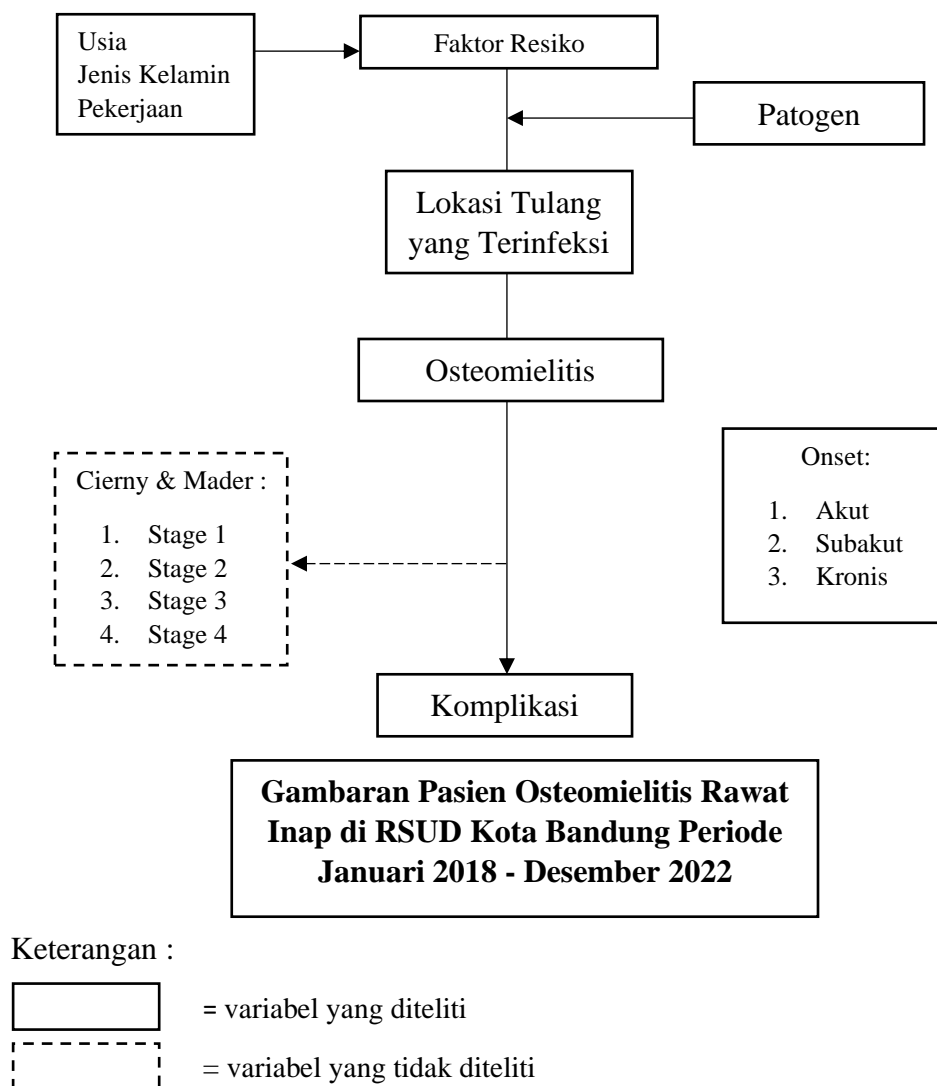 Usia
Jenis Kelamin
Pekerjaan
Faktor Resiko
Patogen
Lokasi Tulang
yang Terinfeksi
Osteomielitis
Cierny & Mader :
1. Stage 1
2. Stage 2
3. Stage 3
4. Stage 4
Onset:
1. Akut
2. Subakut
3. Kronis
Komplikasi
Gambaran Pasien Osteomielitis Rawat
Inap di RSUD Kota Bandung Periode
Januari 2018 - Desember 2022
Keterangan :
= variabel yang diteliti
= variabel yang tidak diteliti